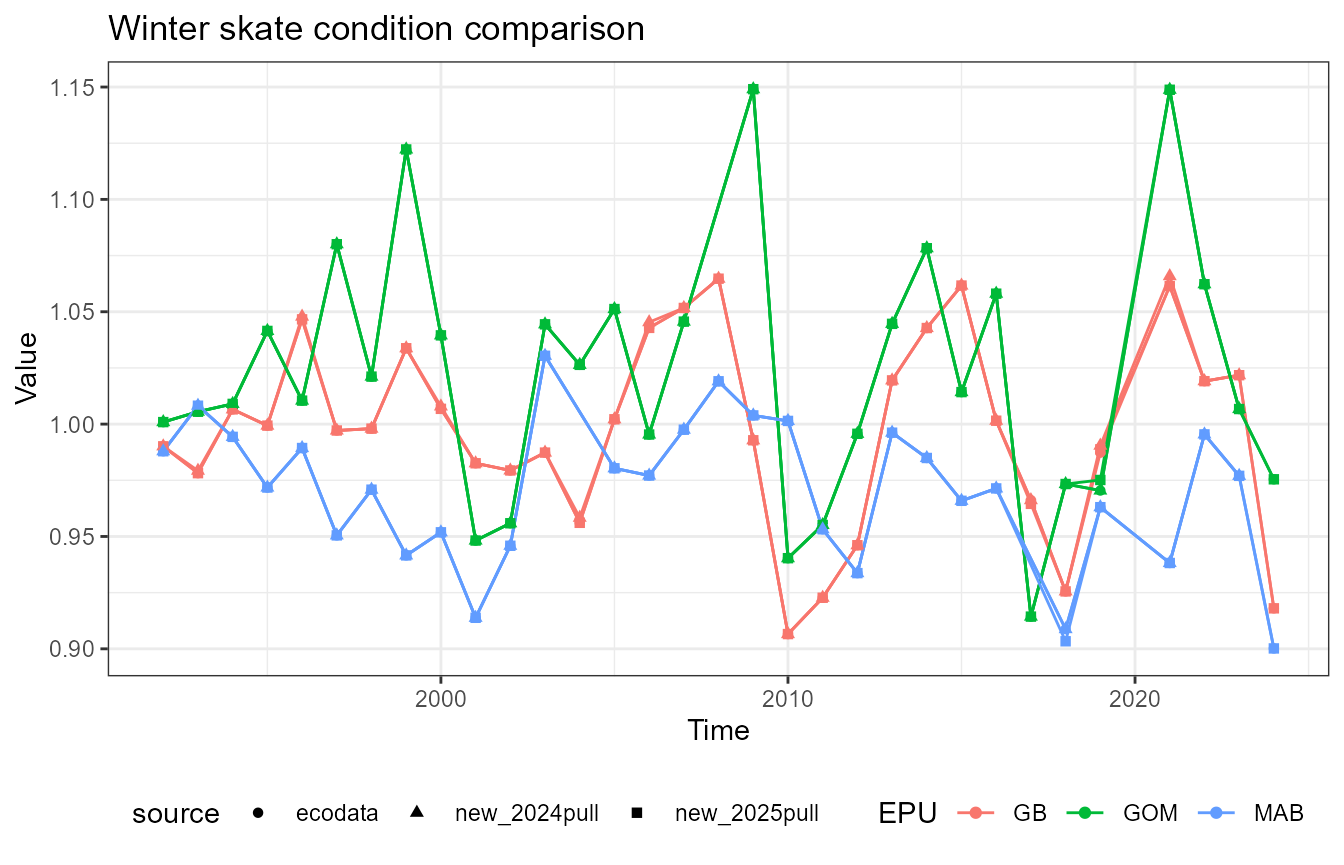 Winter skate condition comparison
Value
1.15
1.10
1.05
1.00
0.95
0.90
2000 2010 2020
Time
source ecodata new_2024pull new_2025pull EPU GB GOM MAB